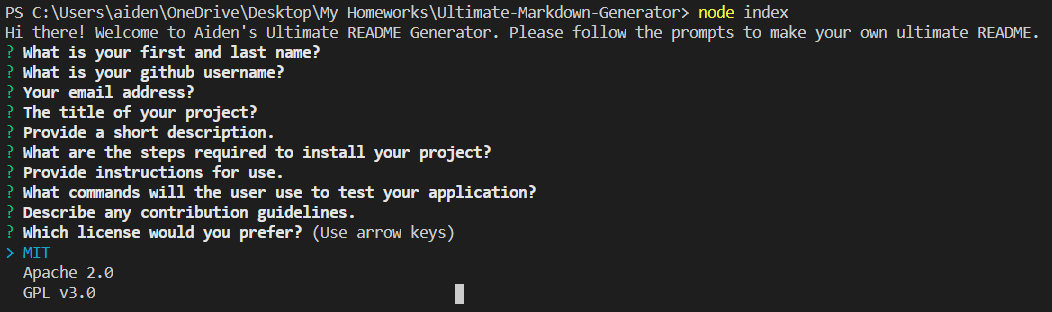 PS C:\Users\aiden\OneDrive\Desktop\My Homeworks\Ultimate-Markdown-Generator> node index
Hi there! Welcome to Aiden's Ultimate README Generator. Please follow the prompts to make your own ultimate README.
? What is your first and last name?
? What is your github username?
? Your email address?
? The title of your project?
? Provide a short description.
? What are the steps required to install your project?
? Provide instructions for use.
? What commands will the user use to test your application?
? Describe any contribution guidelines.
? Which license would you prefer? (Use arrow keys)
> MIT
Apache 2.0
GPL v3.0